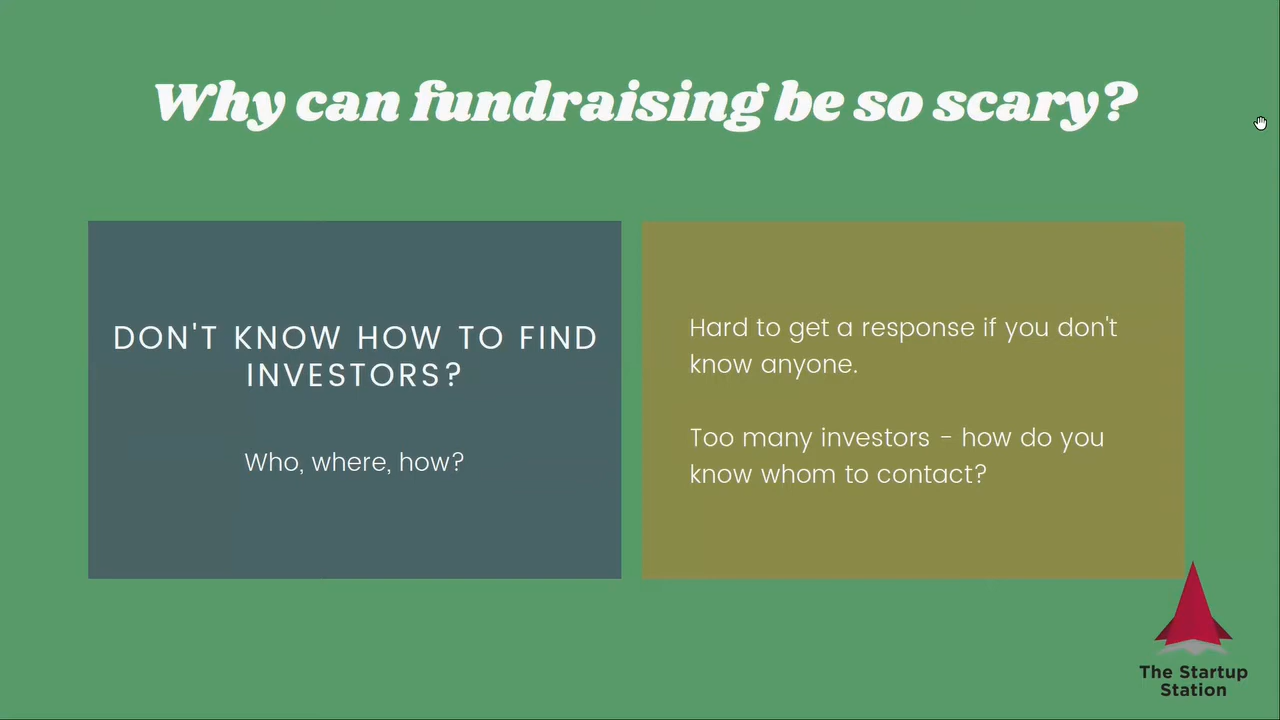 Why can fundraising be so scary?
DON'T KNOW HOW TO FIND
INVESTORS?
Who, where, how?
Hard to get a response if you don't
know anyone.
Too many investors - how do you
know whom to contact?
The Startup
Station